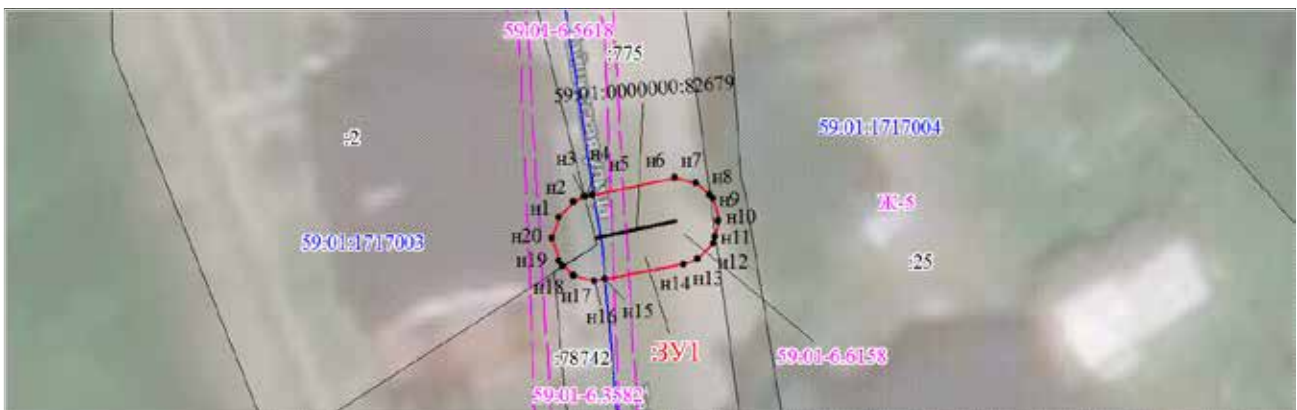 59:01-6.5618
:775
59:01:0000000:82679
:2
59:01:1717004
н3
н4
н5
н6
н7
н2
н8
н9
Ж-5
н1
н10
59:01:1717003
н20
н11
н19
н12
:25
н18
н13
н17
н14
н16
н15
:78742
:ЗУ1
59:01-6.6158
59:01-6.3582